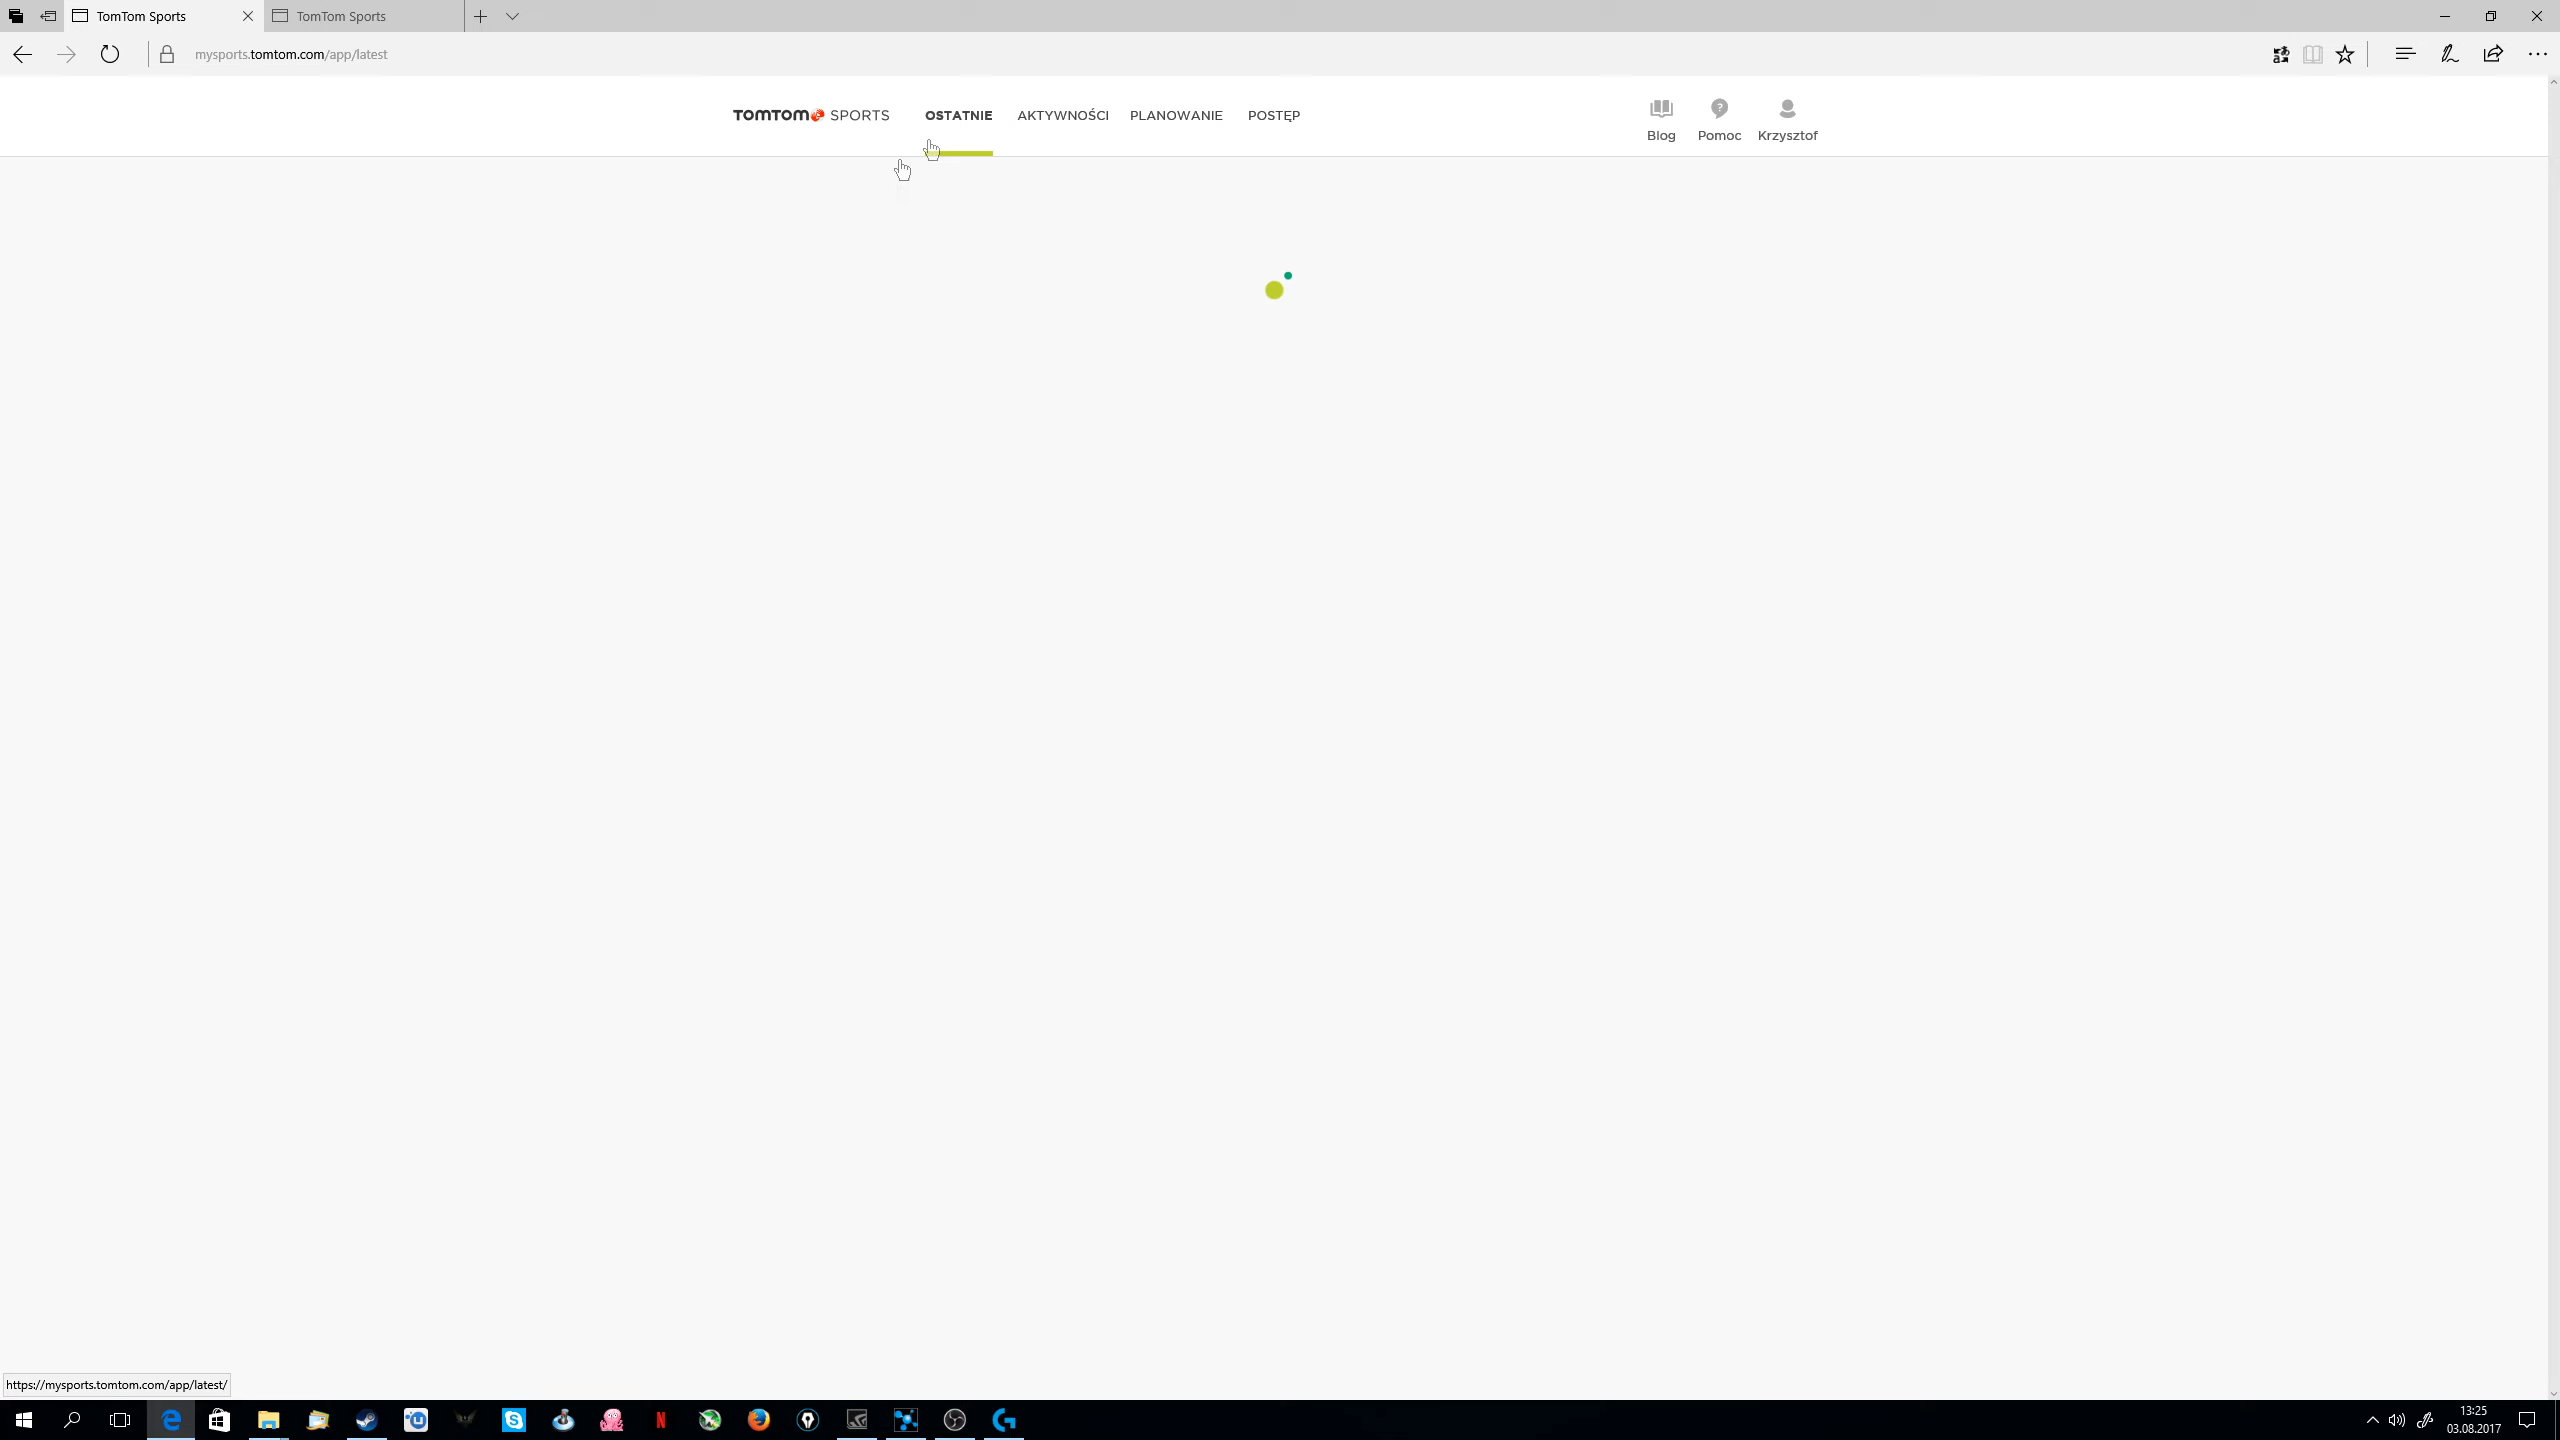 TomTom Sports
TomTom Sports
mysports.tomtom.com/app/latest
TOMTOM SPORTS
OSTATNIE
AKTYWNOŚCI
PLANOWANIE
POSTĘP
Blog
Pomoc
Krzysztof
https://mysports.tomtom.com/app/latest/
13:25
03.08.2017